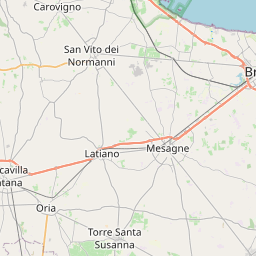 Carovigno
San Vito dei
Normanni
Br
Mesagne
Latiano
cavilla
ntana
Oria
Torre Santa
Susanna